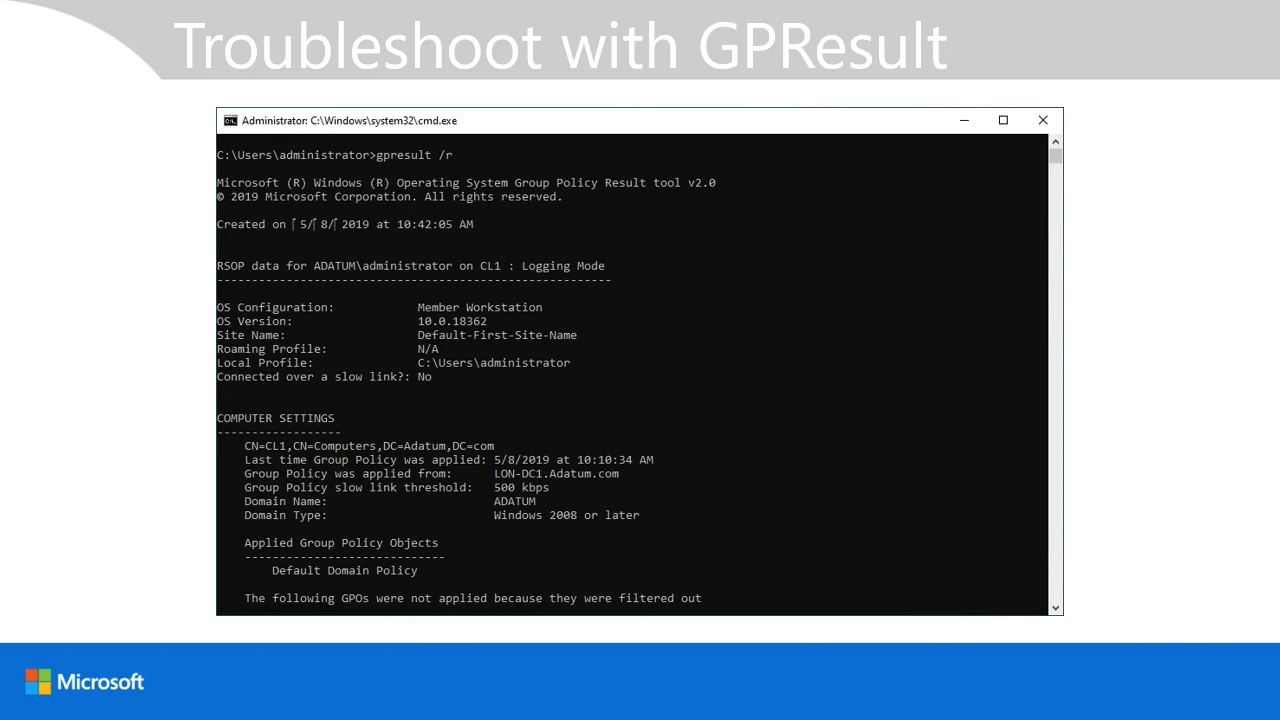 Troubleshoot with GPResult
Administrator: C:\Windows\system32\cmd.exe
C:\Users\administrator>gpresult /r
Microsoft (R) Windows (R) Operating System Group Policy Result tool v2.0
© 2019 Microsoft Corporation. All rights reserved.
Created on ⎡ 5/⎡ 8/⎡ 2019 at 10:42:05 AM
RSOP data for ADATUM\administrator on CL1 : Logging Mode
---------------------------------------------------------
OS Configuration: Member Workstation
OS Version: 10.0.18362
Site Name: Default-First-Site-Name
Roaming Profile: N/A
Local Profile: C:\Users\administrator
Connected over a slow link?: No
COMPUTER SETTINGS
------------------
CN=CL1,CN=Computers,DC=Adatum,DC=com
Last time Group Policy was applied: 5/8/2019 at 10:10:34 AM
Group Policy was applied from: LON-DC1.Adatum.com
Group Policy slow link threshold: 500 kbps
Domain Name: ADATUM
Domain Type: Windows 2008 or later
Applied Group Policy Objects
-----------------------------
Default Domain Policy
The following GPOs were not applied because they were filtered out
Microsoft